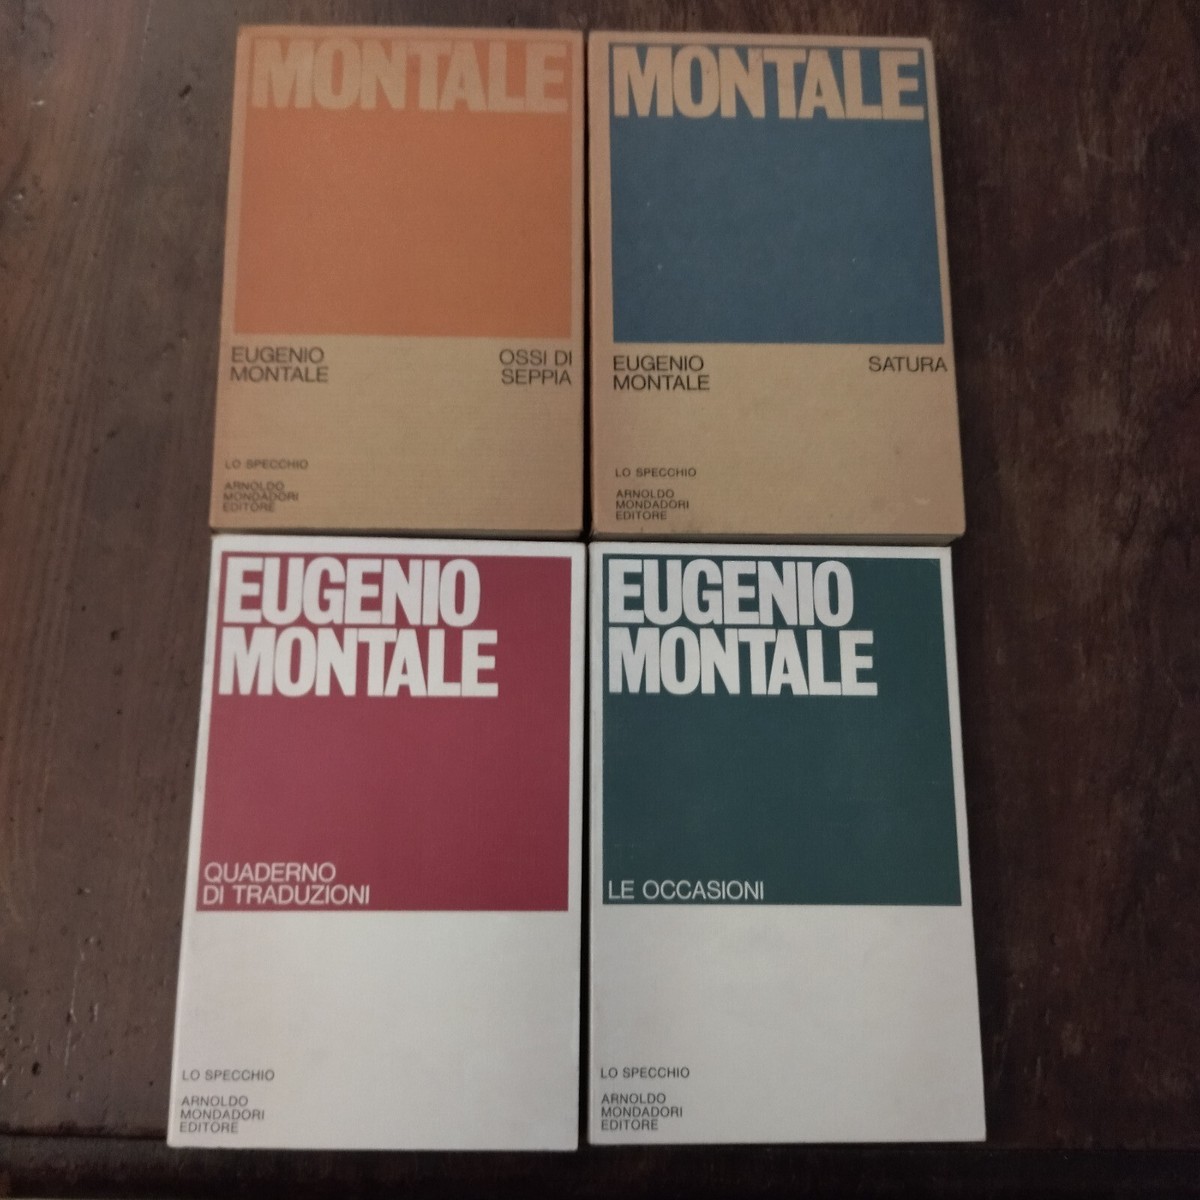 MONTALE
EUGENIO
MONTALE
OSSI DI
SEPPIA
LO SPECCHIO
ARNOLDO
MONDADORI
EDITORE
MONTALE
EUGENIO
MONTALE
SATURA
LO SPECCHIO
ARNOLDO
MONDADORI
EDITORE
EUGENIO
MONTALE
QUADERNO
DI TRADUZIONI
LO SPECCHIO
ARNOLDO
MONDADORI
EDITORE
EUGENIO
MONTALE
LE OCCASIONI
LO SPECCHIO
ARNOLDO
MONDADORI
EDITORE